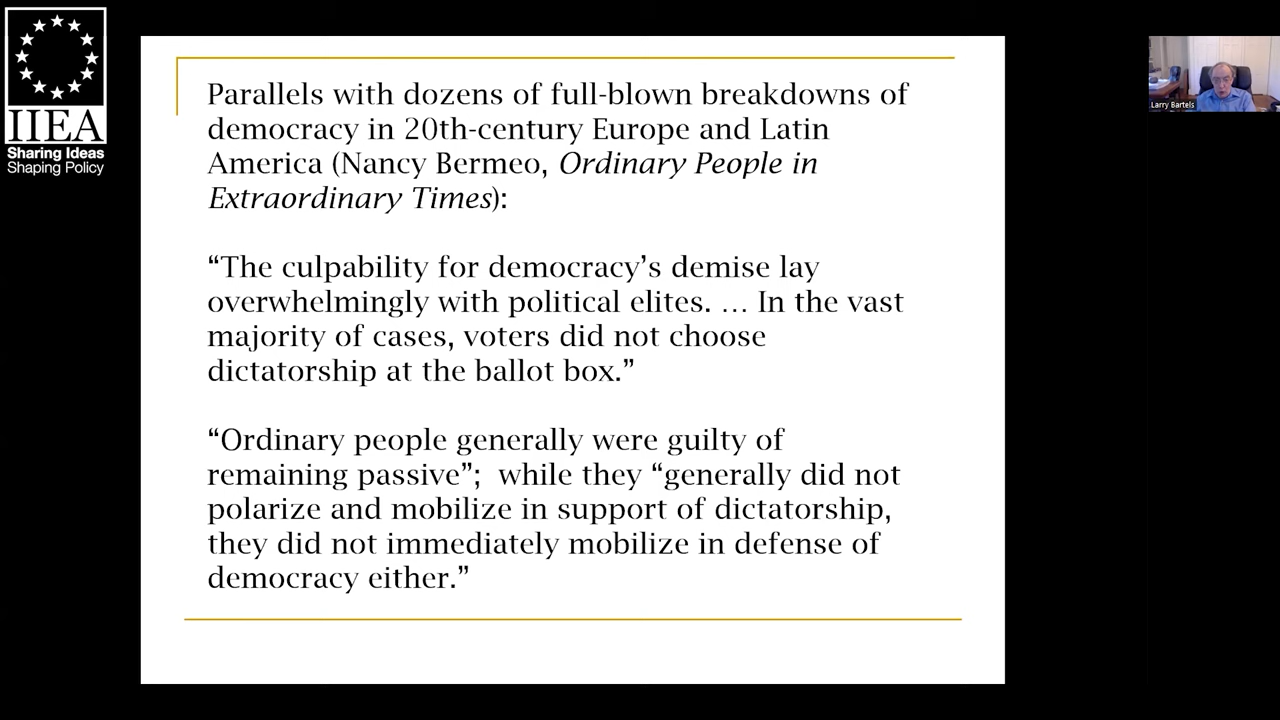 IIEA
Sharing Ideas
Shaping Policy
Parallels with dozens of full-blown breakdowns of
democracy in 20th-century Europe and Latin
America (Nancy Bermeo, Ordinary People in
Extraordinary Times):
“The culpability for democracy’s demise lay
overwhelmingly with political elites. … In the vast
majority of cases, voters did not choose
dictatorship at the ballot box.”
“Ordinary people generally were guilty of
remaining passive”;  while they “generally did not
polarize and mobilize in support of dictatorship,
they did not immediately mobilize in defense of
democracy either.”
Larry Bartels